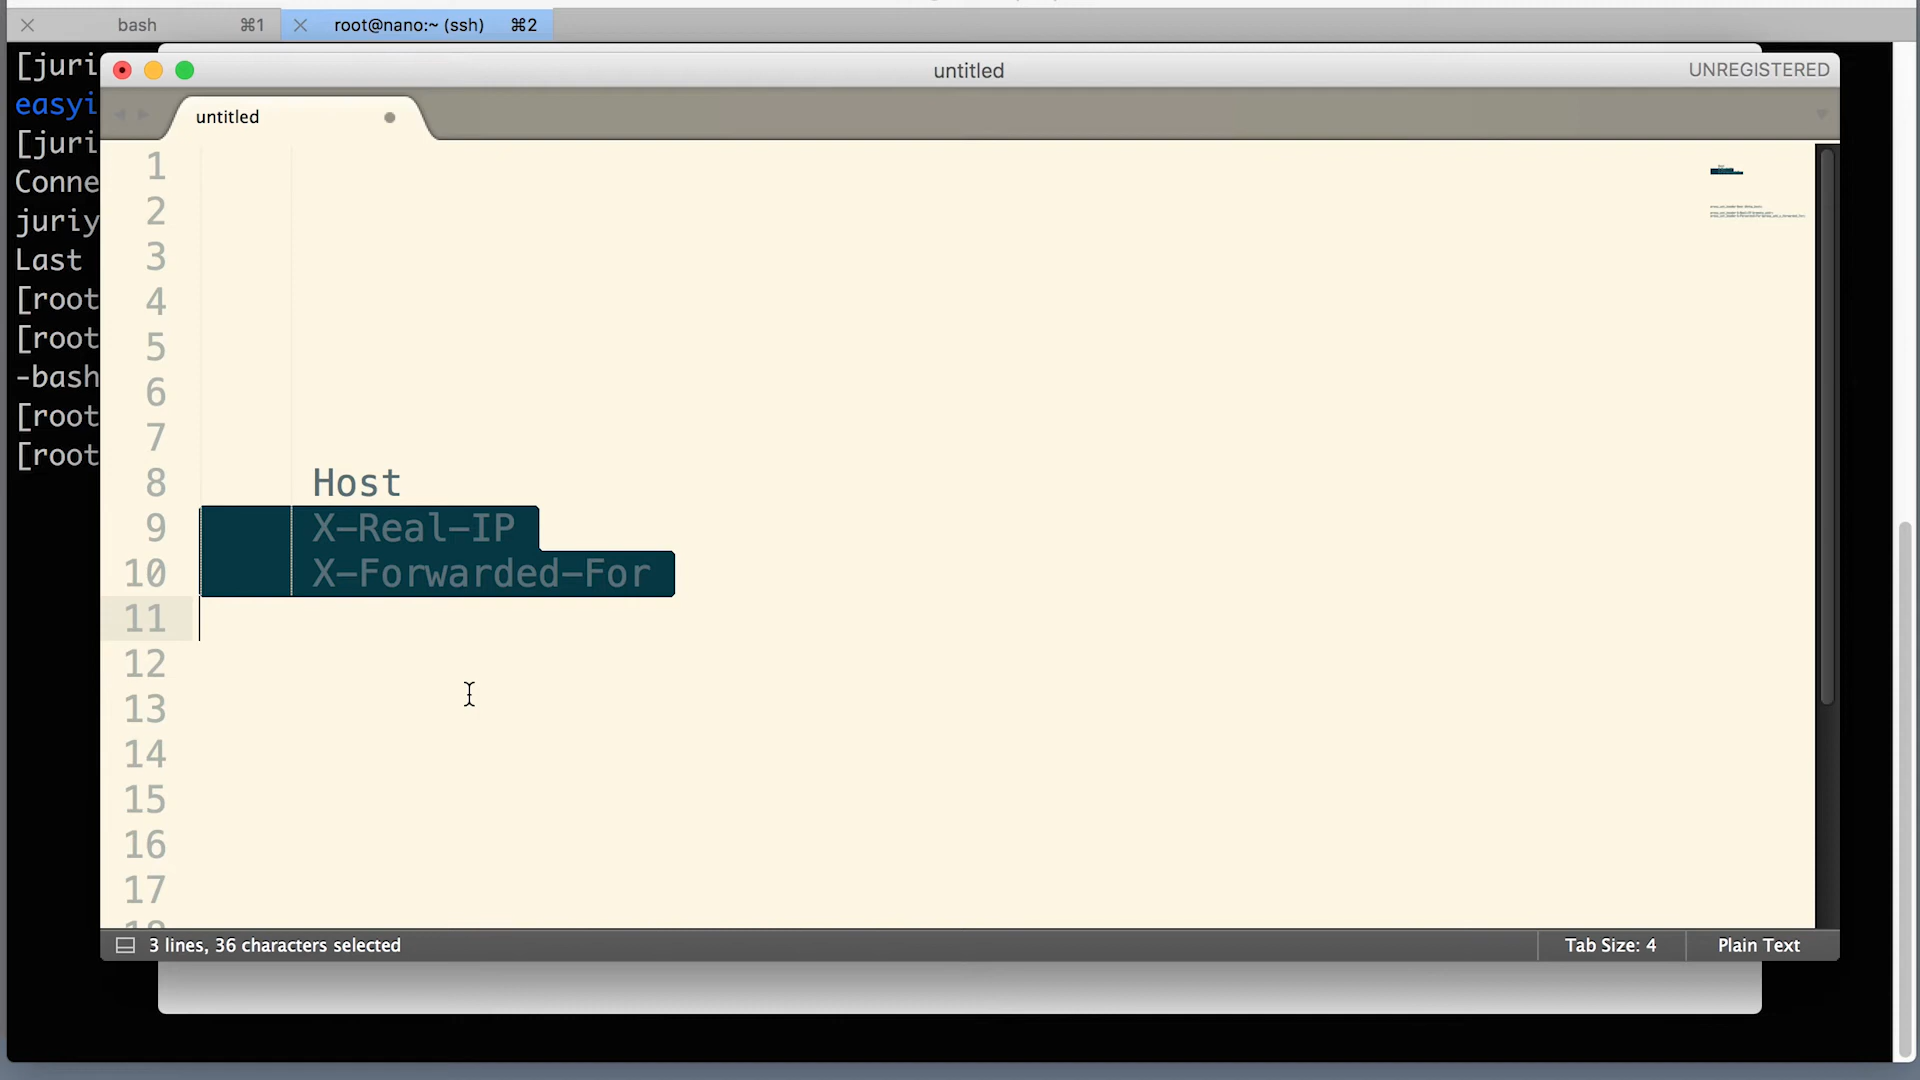 bash ⌘1 root@nano:~ (ssh) ⌘2
[juri
easyi
[juri
Conne
juriy
Last
[root
[root
-bash
[root
[root
untitled
UNREGISTERED
untitled
1
2
3
4
5
6
7
8 Host
9 X-Real-IP
10 X-Forwarded-For
11
12
13
14
15
16
17
18
3 lines, 36 characters selected
Tab Size: 4
Plain Text